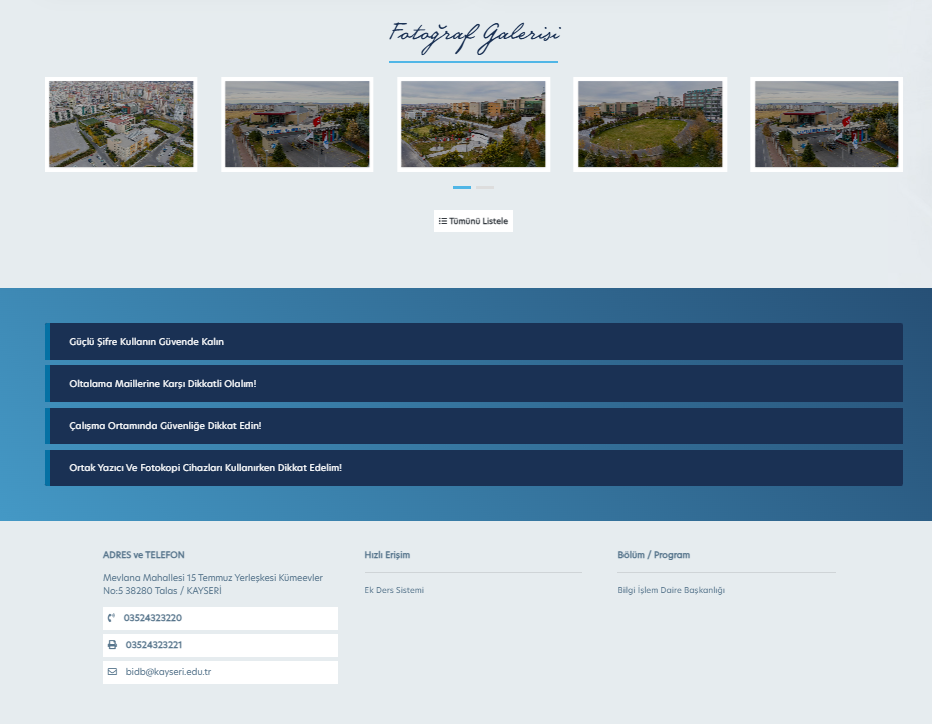 Fotoğraf Galerisi
Tümünü Listele
Güçlü Şifre Kullanın Güvende Kalın
Oltalama Maillerine Karşı Dikkatli Olalım!
Çalışma Ortamında Güvenliğe Dikkat Edin!
Ortak Yazıcı Ve Fotokopi Cihazları Kullanırken Dikkat Edelim!
ADRES ve TELEFON
Mevlana Mahallesi 15 Temmuz Yerleşkesi Kümeevler
No:5 38280 Talas / KAYSERİ
03524323220
03524323221
bidb@kayseri.edu.tr
Hızlı Erişim
Ek Ders Sistemi
Bölüm / Program
Bilgi İşlem Daire Başkanlığı